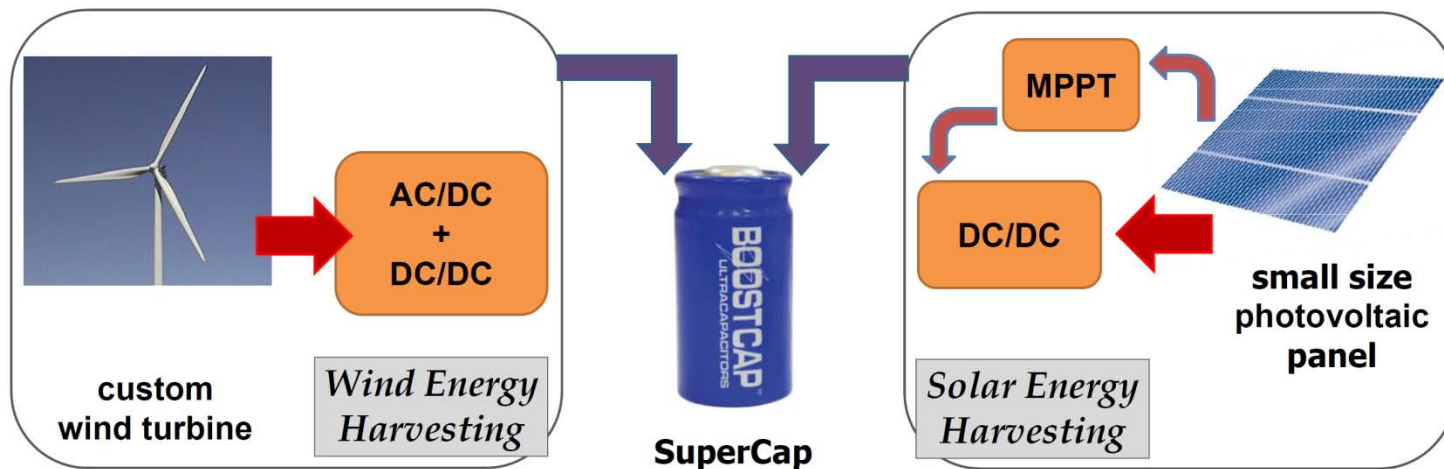 custom
wind turbine
AC/DC
+
DC/DC
Wind Energy
Harvesting
BOOSTCAP
ULTRACAPACITORS
TM
SuperCap
MPPT
DC/DC
small size
photovoltaic
panel
Solar Energy
Harvesting